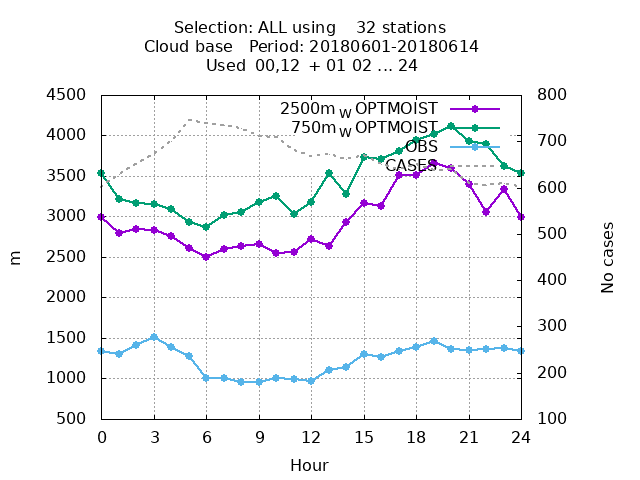 Selection: ALL using    32 stations
Cloud base   Period: 20180601-20180614
Used  00,12  + 01 02 ... 24
4500 800
2500m W OPTMOIST
4000 700
750m W OPTMOIST
OBS
CASES
3500 600
3000 500
2500 400
m
No cases
2000
1500 300
1000 200
500 100
0 3 6 9 12 15 18 21 24
Hour